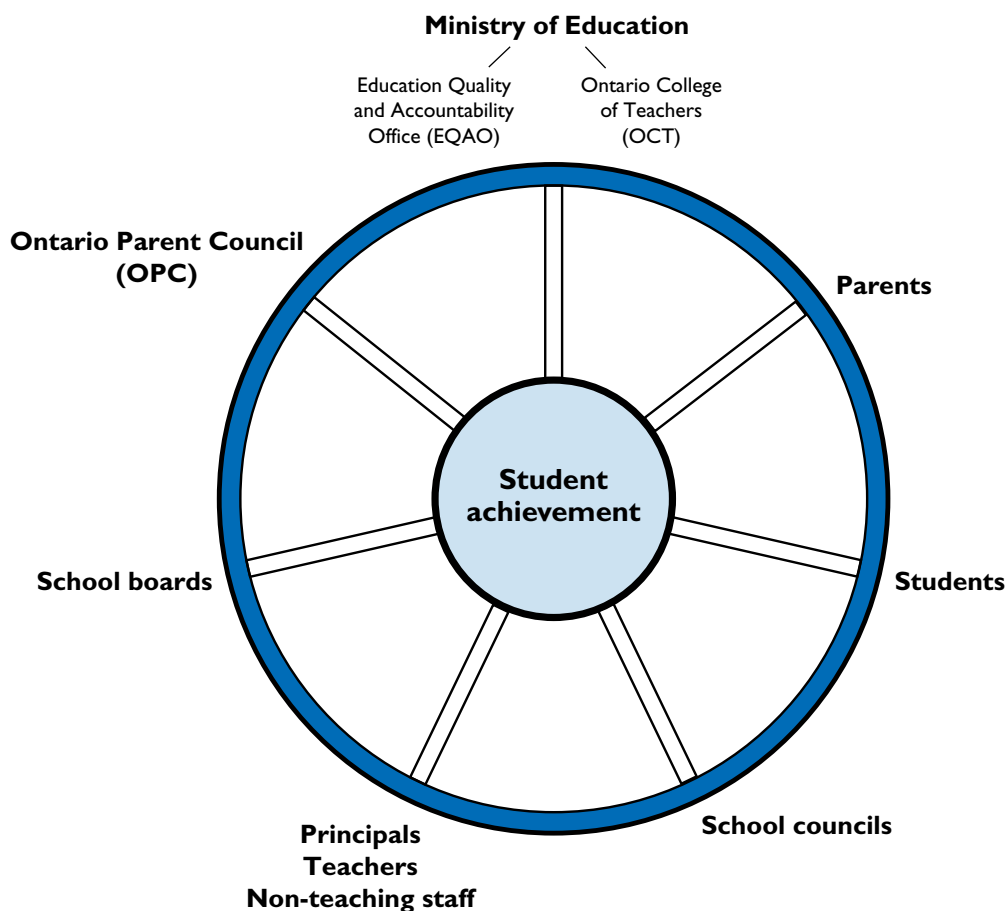 Ministry of Education
Education Quality
and Accountability
Office (EQAO)
Ontario College
of Teachers
(OCT)
Ontario Parent Council
(OPC)
Parents
Student
achievement
School boards
Students
School councils
Principals
Teachers
Non-teaching staff